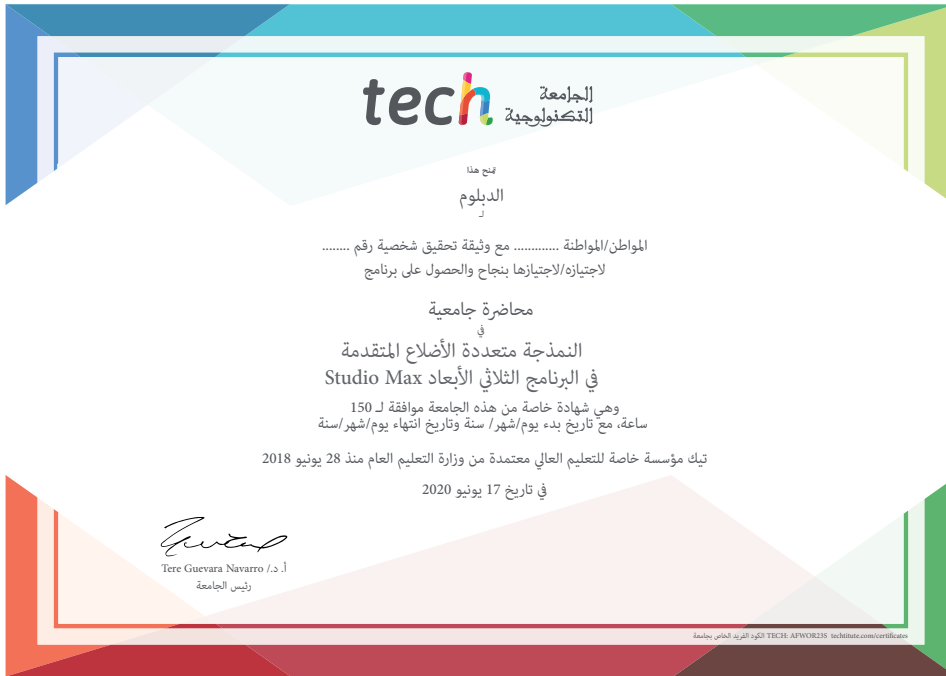 tech الجامعة
التكنولوجية
تمنح هذا
الدبلوم
لـ
المواطن/المواطنة ............. مع وثيقة تحقيق شخصية رقم ........
لاجتيازه/لاجتيازها بنجاح والحصول على برنامج
محاضرة جامعية
في
النمذجة متعددة الأضلاع المتقدمة
في البرنامج الثلاثي الأبعاد Studio Max
وهي شهادة خاصة من هذه الجامعة موافقة لـ 150
ساعة، مع تاريخ بدء يوم/شهر/ سنة وتاريخ انتهاء يوم/شهر/سنة
تيك مؤسسة خاصة للتعليم العالي معتمدة من وزارة التعليم العام منذ 28 يونيو 2018
في تاريخ 17 يونيو 2020
أ. د./ Tere Guevara Navarro
رئيس الجامعة
الكود الفريد الخاص بجامعة TECH: AFWOR23S techtitute.com/certificates